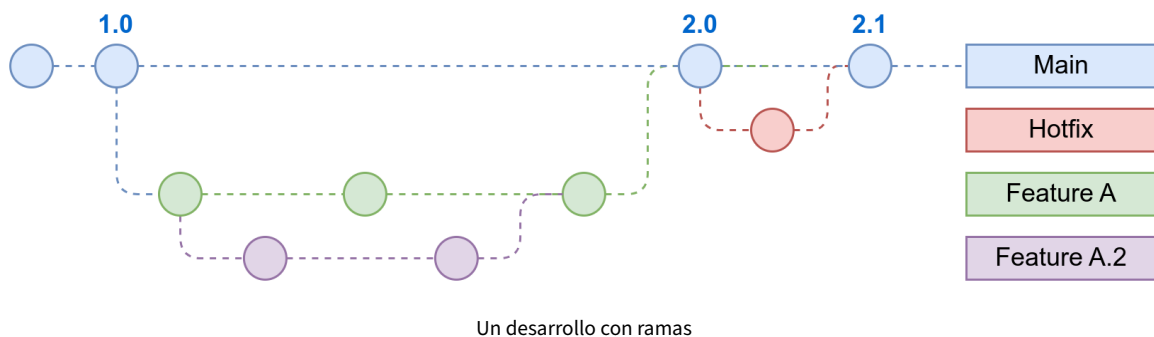 1.0
2.0
2.1
Main
Hotfix
Feature A
Feature A.2
Un desarrollo con ramas